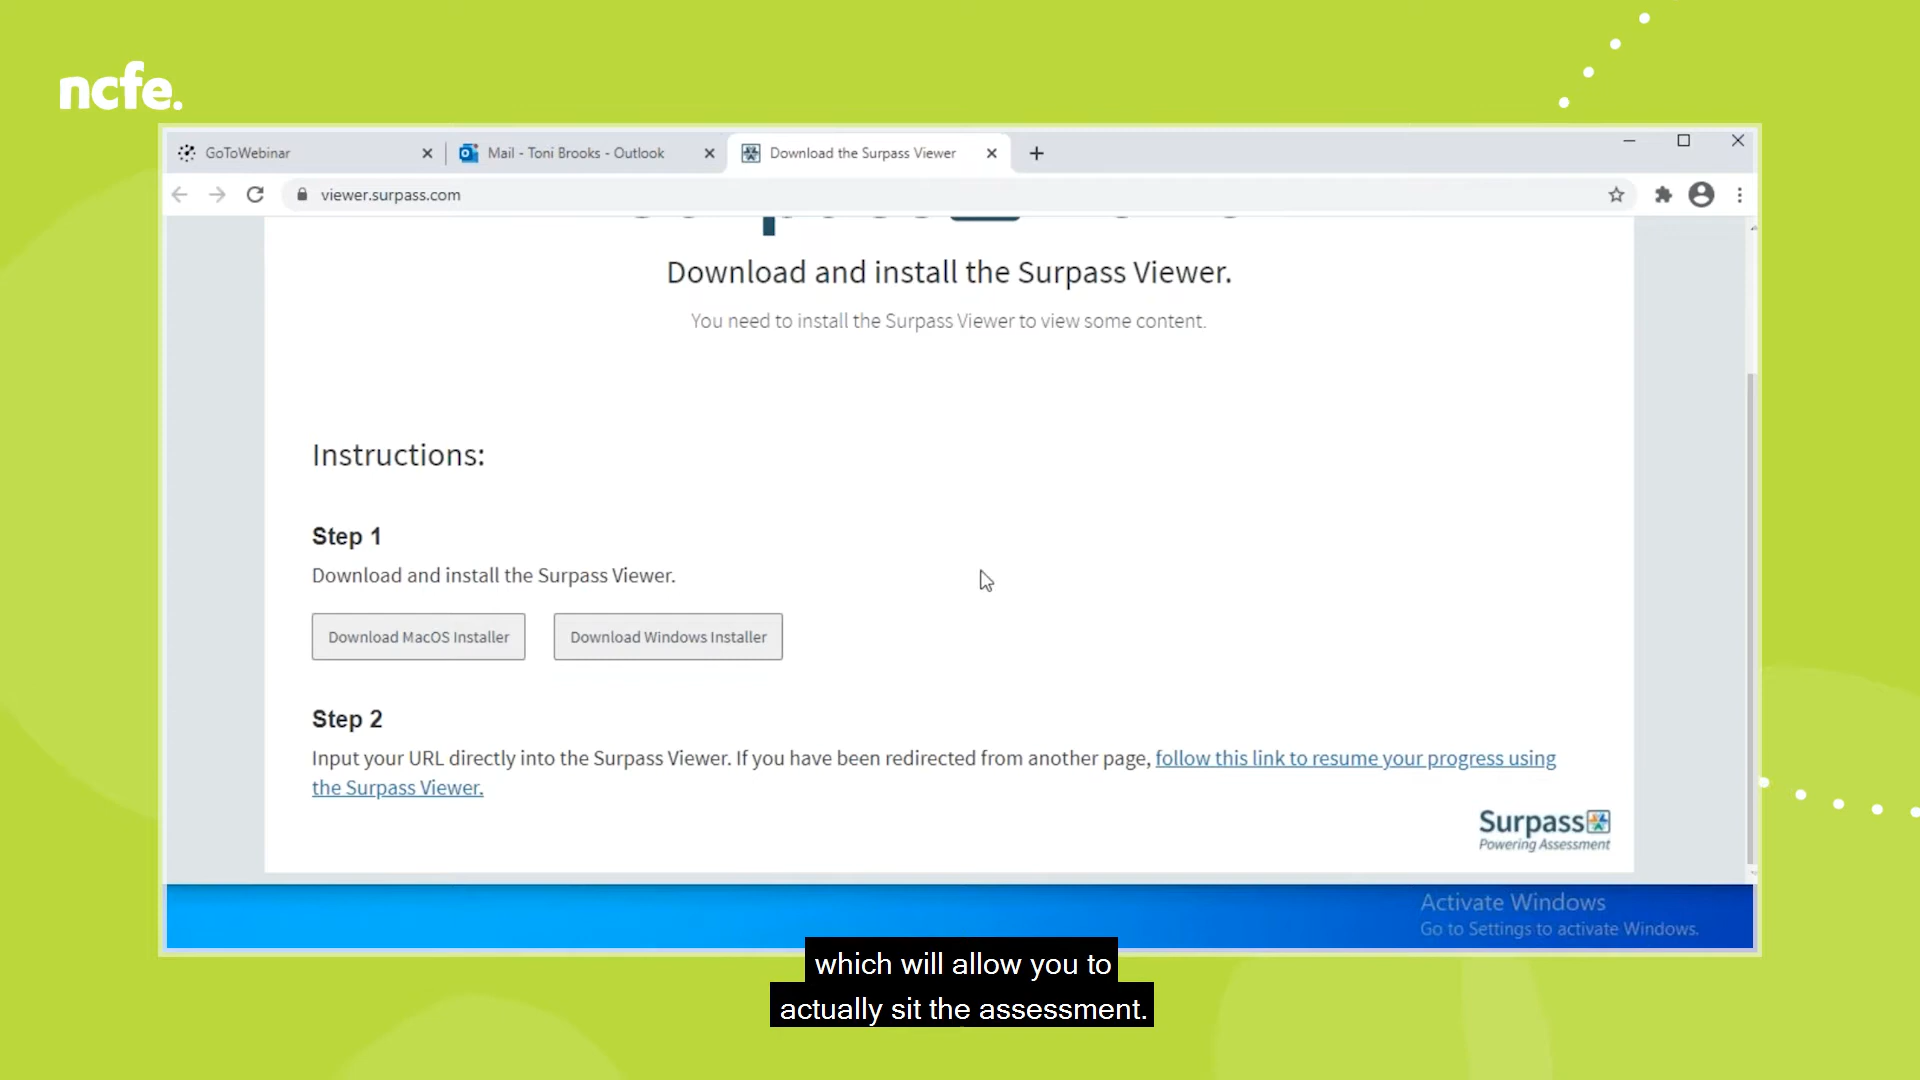 ncfe.
GoToWebinar
Mail - Toni Brooks - Outlook
Download the Surpass Viewer
viewer.surpass.com
Download and install the Surpass Viewer.
You need to install the Surpass Viewer to view some content.
Instructions:
Step 1
Download and install the Surpass Viewer.
Download MacOS Installer
Download Windows Installer
Step 2
Input your URL directly into the Surpass Viewer. If you have been redirected from another page, follow this link to resume your progress using
the Surpass Viewer.
Surpass
Powering Assessment
Activate Windows
Go to Settings to activate Windows.
which will allow you to
actually sit the assessment.